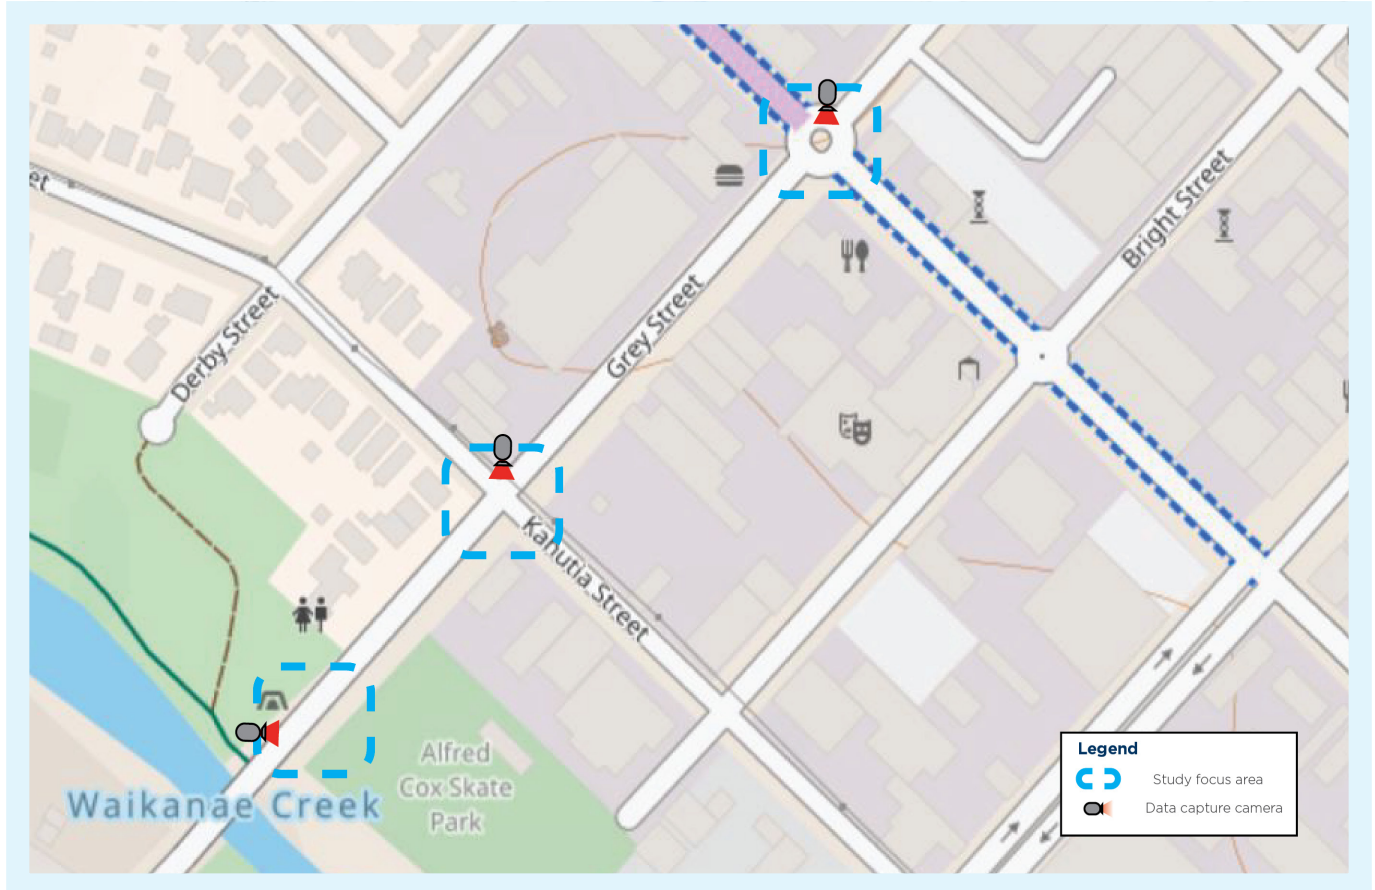 et
Derby Street
Grey Street
Bright Street
Kahutia Street
Alfred
Cox Skate
Park
Waikanae Creek
Legend
Study focus area
Data capture camera